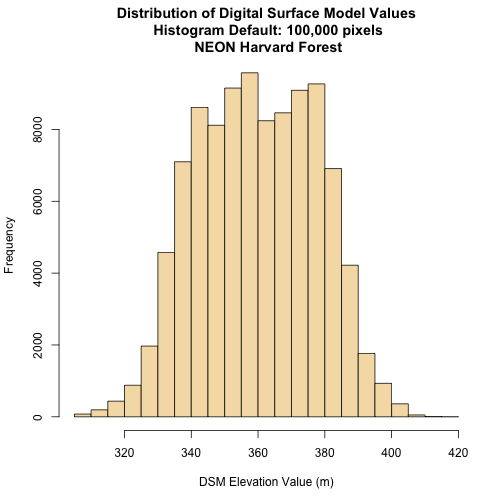 Distribution of Digital Surface Model Values
Histogram Default: 100,000 pixels
NEON Harvard Forest
Frequency
8000
6000
4000
2000
0
320 340 360 380 400 420
DSM Elevation Value (m)